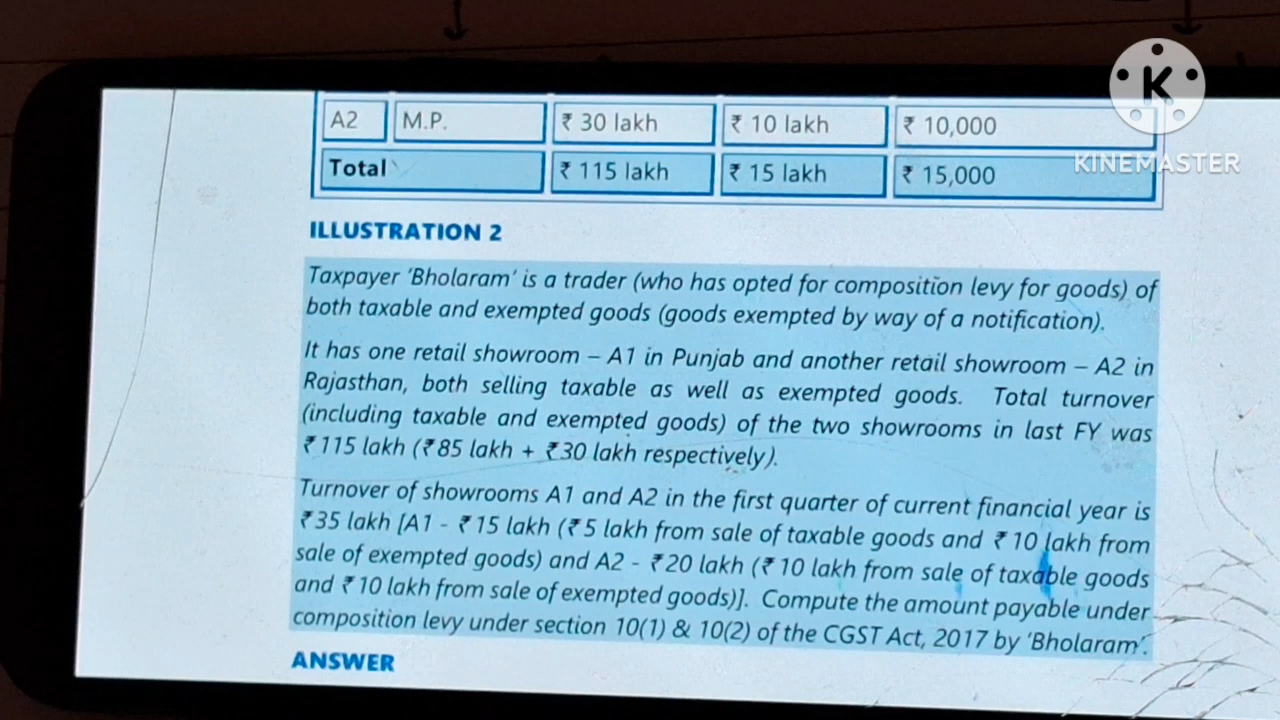 K
KINEMASTER
A2 M.P. ₹ 30 lakh ₹ 10 lakh ₹ 10,000
Total ₹ 115 lakh ₹ 15 lakh ₹ 15,000
ILLUSTRATION 2
Taxpayer ‘Bholaram’ is a trader (who has opted for composition levy for goods) of
both taxable and exempted goods (goods exempted by way of a notification).
It has one retail showroom – A1 in Punjab and another retail showroom – A2 in
Rajasthan, both selling taxable as well as exempted goods. Total turnover
(including taxable and exempted goods) of the two showrooms in last FY was
₹ 115 lakh (₹ 85 lakh + ₹ 30 lakh respectively).
Turnover of showrooms A1 and A2 in the first quarter of current financial year is
₹ 35 lakh [A1 - ₹ 15 lakh (₹ 5 lakh from sale of taxable goods and ₹ 10 lakh from
sale of exempted goods) and A2 - ₹ 20 lakh (₹ 10 lakh from sale of taxable goods
and ₹ 10 lakh from sale of exempted goods)]. Compute the amount payable under
composition levy under section 10(1) & 10(2) of the CGST Act, 2017 by ‘Bholaram’.
ANSWER